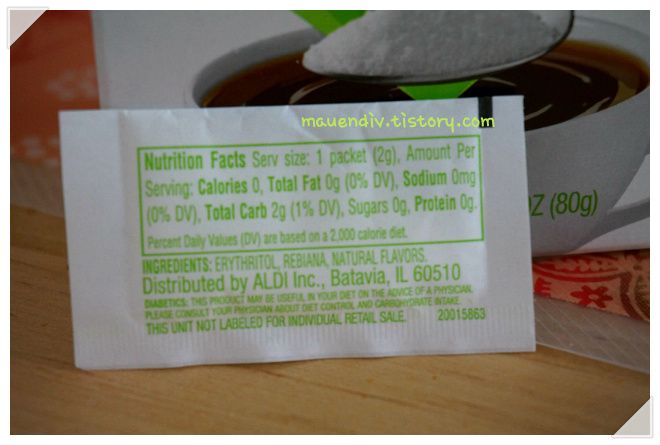 mauendiv.tistory.com
Nutrition Facts Serv size: 1 packet (2g), Amount Per
Serving: Calories 0, Total Fat 0g (0% DV), Sodium 0mg
(0% DV), Total Carb 2g (1% DV), Sugars 0g, Protein 0g.
Percent Daily Values (DV) are based on a 2,000 calorie diet.
INGREDIENTS: ERYTHRITOL, REBIANA, NATURAL FLAVORS.
Distributed by ALDI Inc., Batavia, IL 60510
DIABETICS: THIS PRODUCT MAY BE USEFUL IN YOUR DIET ON THE ADVICE OF A PHYSICIAN.
PLEASE CONSULT YOUR PHYSICIAN ABOUT DIET CONTROL AND CARBOHYDRATE INTAKE.
THIS UNIT NOT LABELED FOR INDIVIDUAL RETAIL SALE. 20015863
OZ (80g)